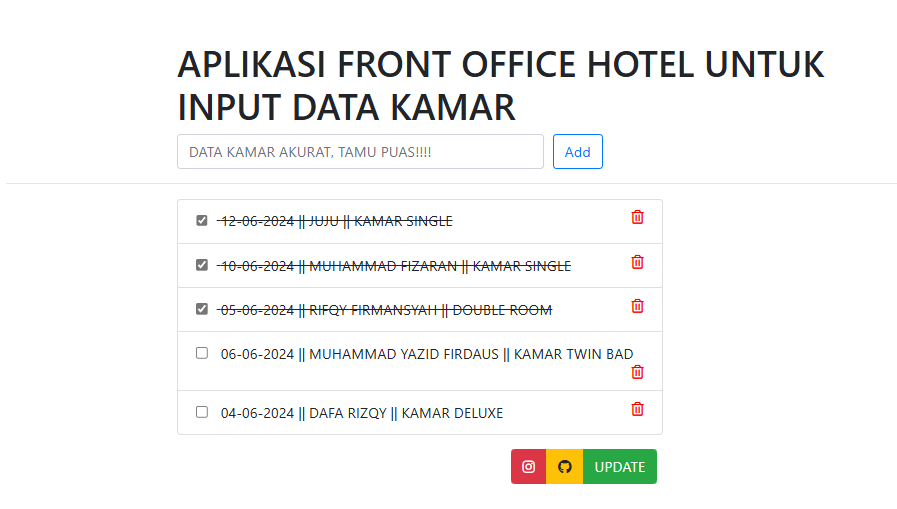 APLIKASI FRONT OFFICE HOTEL UNTUK
INPUT DATA KAMAR
DATA KAMAR AKURAT, TAMU PUAS!!!!
Add
12-06-2024 || JUJU || KAMAR SINGLE
10-06-2024 || MUHAMMAD FIZARAN || KAMAR SINGLE
05-06-2024 || RIFQY FIRMANSYAH || DOUBLE ROOM
06-06-2024 || MUHAMMAD YAZID FIRDAUS || KAMAR TWIN BAD
04-06-2024 || DAFA RIZQY || KAMAR DELUXE
UPDATE